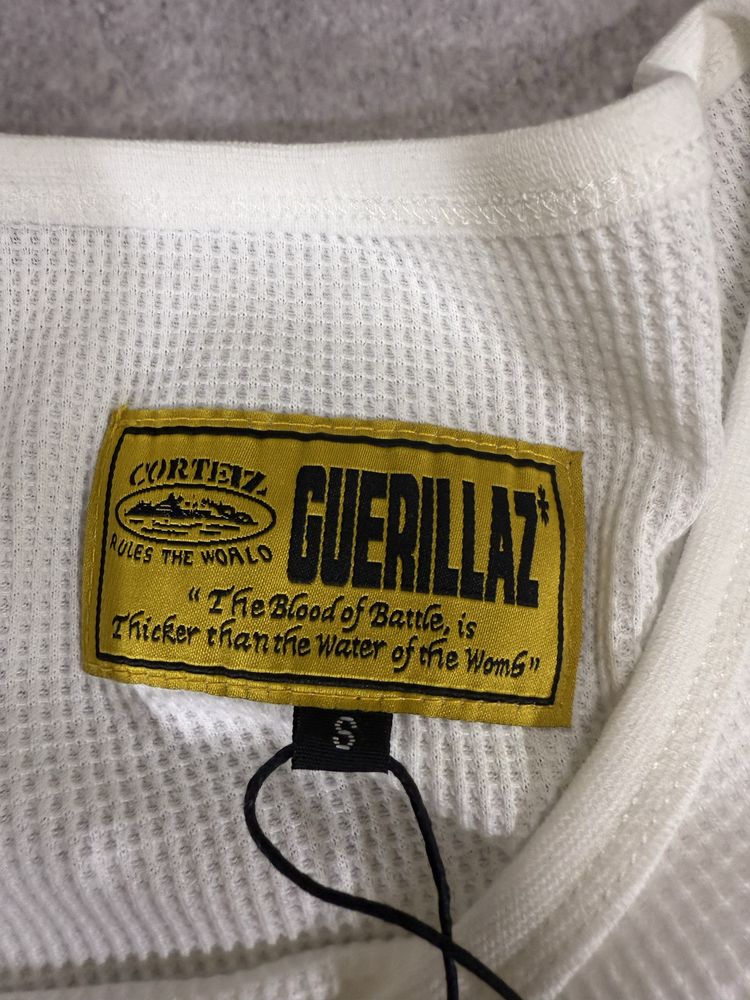 CORTEIZ
RULES THE WORLD
GUERILLAZ*
"The Blood of Battle, is
Thicker than the Water of the Womb"
S